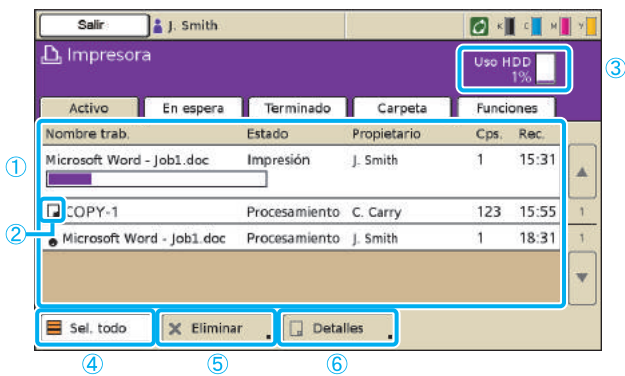 Salir J. Smith K C M Y
Impresora Uso HDD
1% ③
Activo En espera Terminado Carpeta Funciones
Nombre trab. Estado Propietario Cps. Rec.
① Microsoft Word - Job1.doc Impresión J. Smith 1 15:31
COPY-1 Procesamiento C. Carry 123 15:55 1
② Microsoft Word - Job1.doc Procesamiento J. Smith 1 18:31 1
Sel. todo Eliminar Detalles
④ ⑤ ⑥